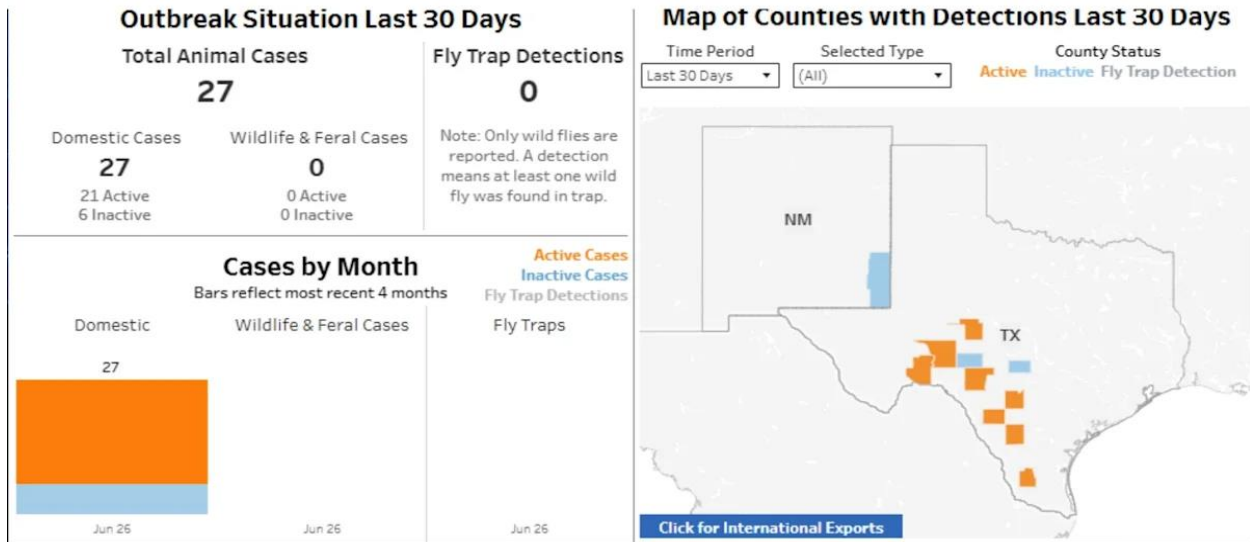 Outbreak Situation Last 30 Days
Total Animal Cases
27
Domestic Cases
27
21 Active
6 Inactive
Wildlife & Feral Cases
0
0 Active
0 Inactive
Fly Trap Detections
0
Note: Only wild flies are
reported. A detection
means at least one wild
fly was found in trap.
Cases by Month
Bars reflect most recent 4 months
Active Cases
Inactive Cases
Fly Trap Detections
Domestic
27
Jun 26
Wildlife & Feral Cases
Jun 26
Fly Traps
Jun 26
Map of Counties with Detections Last 30 Days
Time Period
Last 30 Days
Selected Type
(All)
County Status
Active Inactive Fly Trap Detection
NM
TX
Click for International Exports